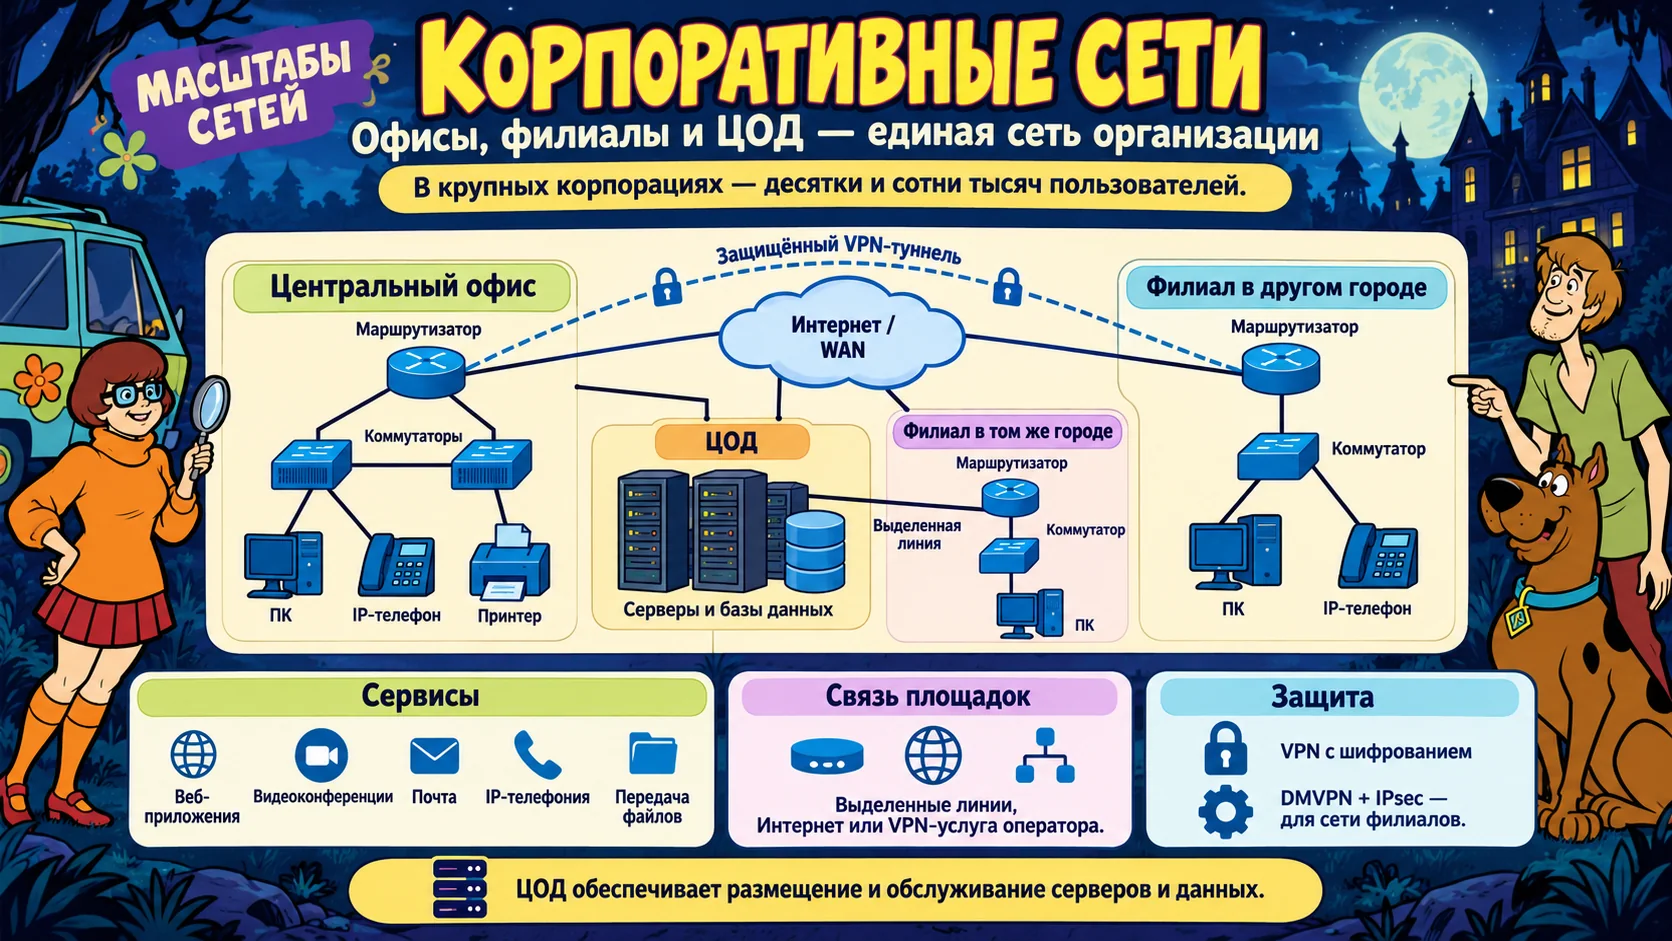 МАСШТАБЫ
СЕТЕЙ
КОРПОРАТИВНЫЕ СЕТИ
Офисы, филиалы и ЦОД — единая сеть организации
В крупных корпорациях — десятки и сотни тысяч пользователей.
Защищённый VPN-туннель
Центральный офис
Маршрутизатор
Коммутаторы
ПК
IP-телефон
Принтер
Интернет /
WAN
ЦОД
Серверы и базы данных
Филиал в том же городе
Маршрутизатор
Выделенная
линия
Коммутатор
ПК
Филиал в другом городе
Маршрутизатор
Коммутатор
ПК
IP-телефон
Сервисы
Веб-
приложения
Видеоконференции
Почта
IP-телефония
Передача
файлов
Связь площадок
Выделенные линии,
Интернет или VPN-услуга оператора.
Защита
VPN с шифрованием
DMVPN + IPsec —
для сети филиалов.
ЦОД обеспечивает размещение и обслуживание серверов и данных.